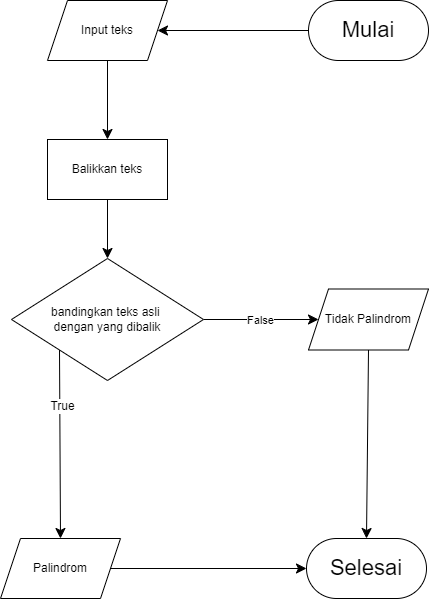 Mulai
Input teks
Balikkan teks
bandingkan teks asli
dengan yang dibalik
False
Tidak Palindrom
True
Palindrom
Selesai